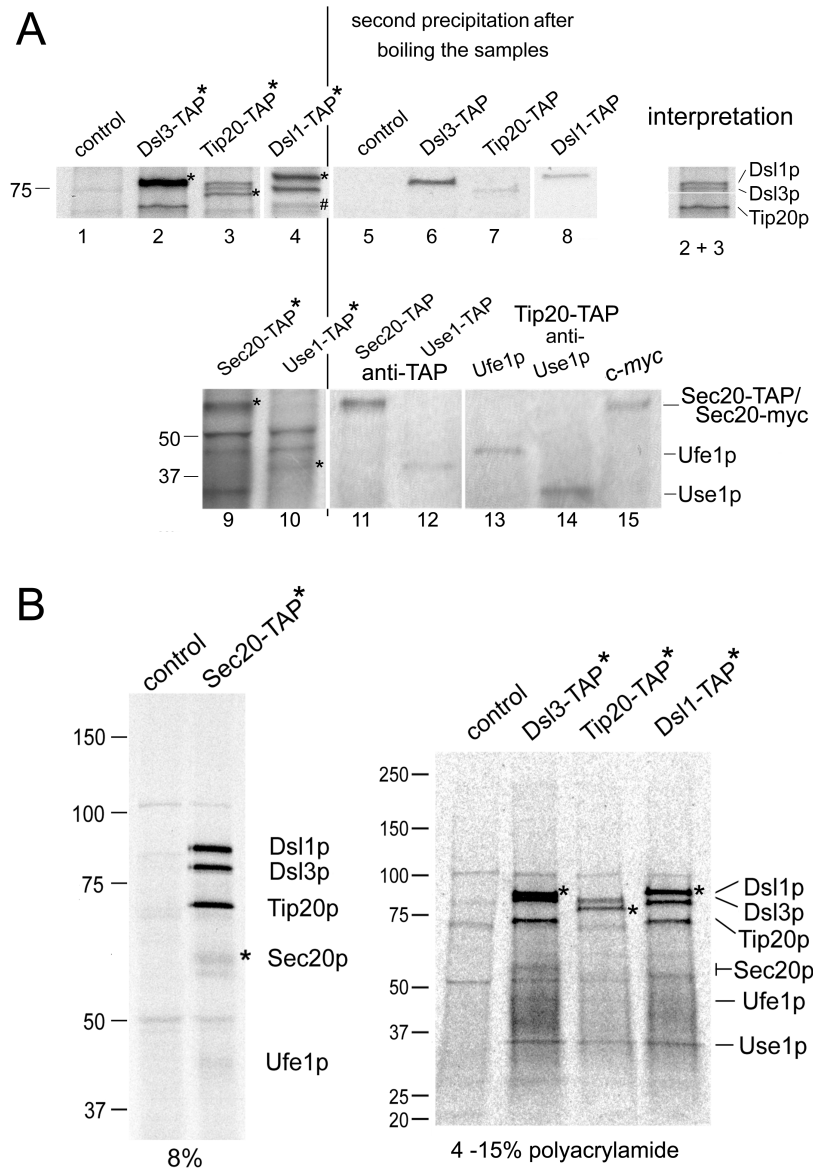 A
second precipitation after
boiling the samples
control
Dsl3-TAP*
Tip20-TAP*
Dsl1-TAP*
control
Dsl3-TAP
Tip20-TAP
Dsl1-TAP
interpretation
75
*
*
*
#
Dsl1p
Dsl3p
Tip20p
1 2 3 4 5 6 7 8
2 + 3
Sec20-TAP*
Use1-TAP*
Sec20-TAP
Use1-TAP
anti-TAP
Tip20-TAP
anti-
Ufe1p
Use1p
c-myc
50
37
*
*
Sec20-TAP/
Sec20-myc
Ufe1p
Use1p
9 10 11 12 13 14 15
B
control
Sec20-TAP*
150
100
75
50
37
Dsl1p
Dsl3p
Tip20p
* Sec20p
Ufe1p
8%
control
Dsl3-TAP*
Tip20-TAP*
Dsl1-TAP*
250
150
100
75
50
37
25
20
*
*
*
Dsl1p
Dsl3p
Tip20p
Sec20p
Ufe1p
Use1p
4 -15% polyacrylamide